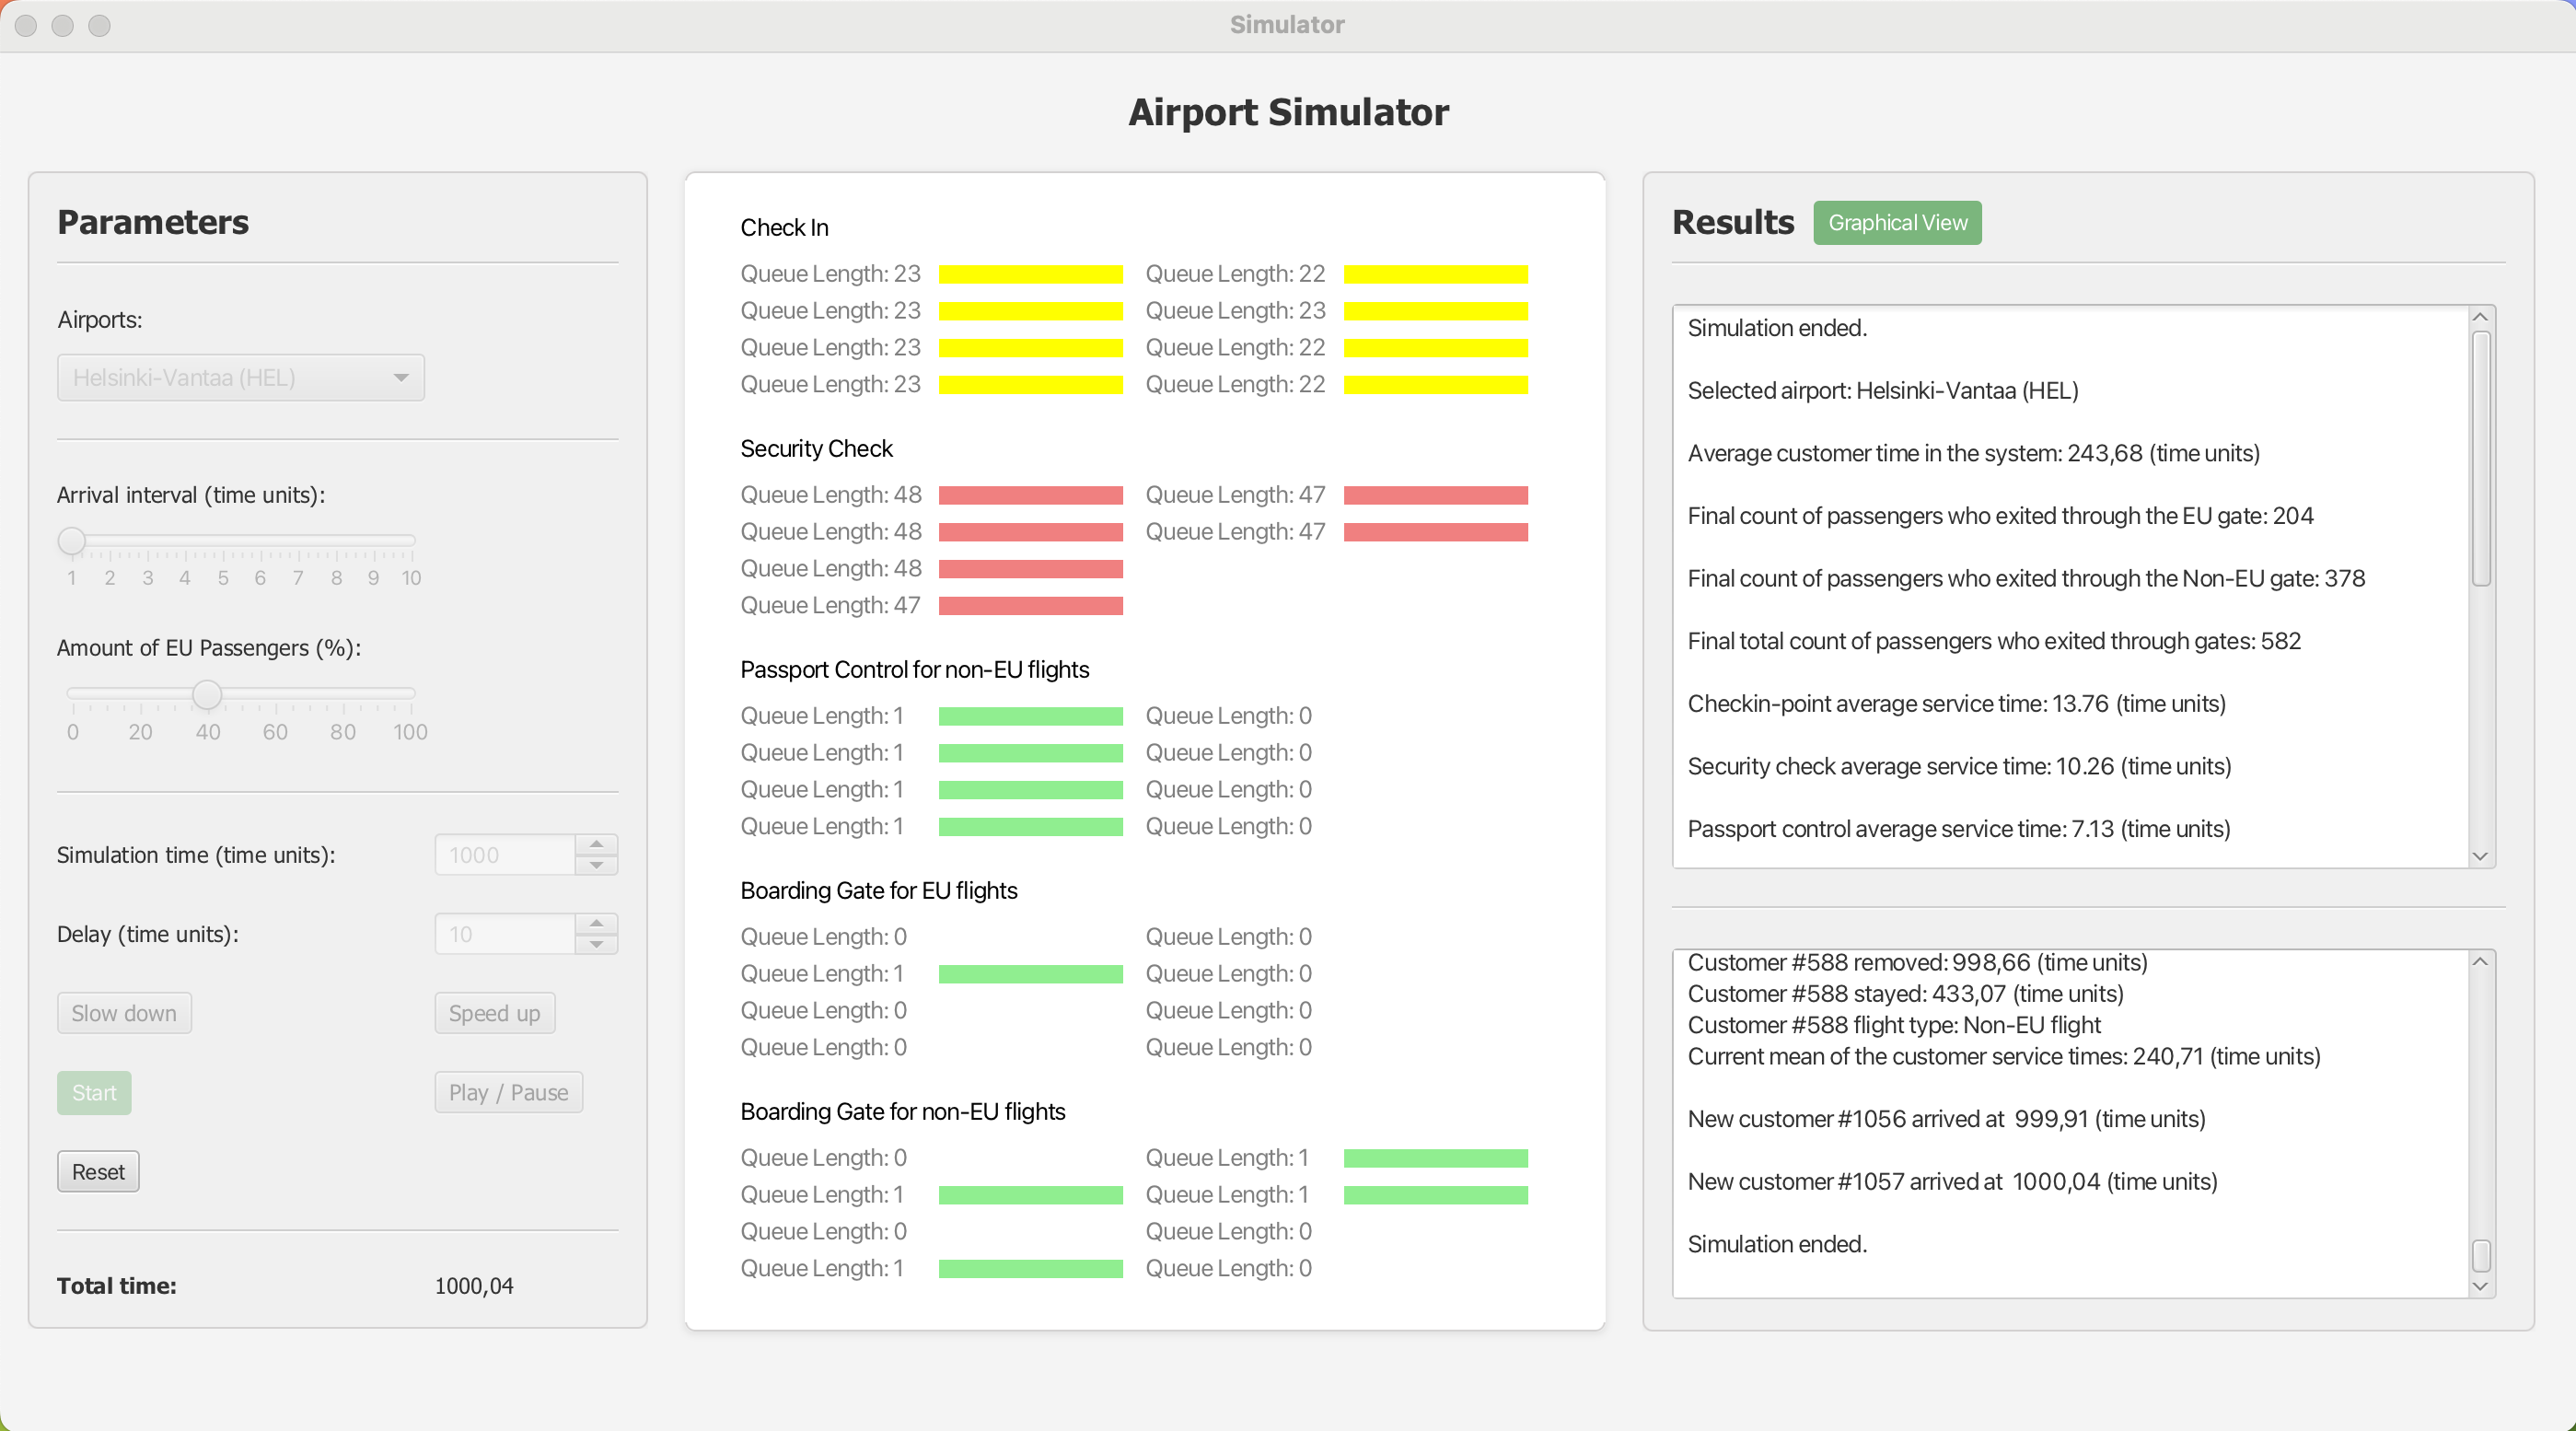 Simulator
Airport Simulator
Parameters
Airports:
Helsinki-Vantaa (HEL)
Arrival interval (time units):
1 2 3 4 5 6 7 8 9 10
Amount of EU Passengers (%):
0 20 40 60 80 100
Simulation time (time units): 1000
Delay (time units): 10
Slow down Speed up
Start Play / Pause
Reset
Total time: 1000,04
Check In
Queue Length: 23 Queue Length: 22
Queue Length: 23 Queue Length: 23
Queue Length: 23 Queue Length: 22
Queue Length: 23 Queue Length: 22
Security Check
Queue Length: 48 Queue Length: 47
Queue Length: 48 Queue Length: 47
Queue Length: 48
Queue Length: 47
Passport Control for non-EU flights
Queue Length: 1 Queue Length: 0
Queue Length: 1 Queue Length: 0
Queue Length: 1 Queue Length: 0
Queue Length: 1 Queue Length: 0
Boarding Gate for EU flights
Queue Length: 0 Queue Length: 0
Queue Length: 1 Queue Length: 0
Queue Length: 0 Queue Length: 0
Queue Length: 0 Queue Length: 0
Boarding Gate for non-EU flights
Queue Length: 0 Queue Length: 1
Queue Length: 1 Queue Length: 1
Queue Length: 0 Queue Length: 0
Queue Length: 1 Queue Length: 0
Results Graphical View
Simulation ended.
Selected airport: Helsinki-Vantaa (HEL)
Average customer time in the system: 243,68 (time units)
Final count of passengers who exited through the EU gate: 204
Final count of passengers who exited through the Non-EU gate: 378
Final total count of passengers who exited through gates: 582
Checkin-point average service time: 13.76 (time units)
Security check average service time: 10.26 (time units)
Passport control average service time: 7.13 (time units)
Customer #588 removed: 998,66 (time units)
Customer #588 stayed: 433,07 (time units)
Customer #588 flight type: Non-EU flight
Current mean of the customer service times: 240,71 (time units)
New customer #1056 arrived at  999,91 (time units)
New customer #1057 arrived at  1000,04 (time units)
Simulation ended.